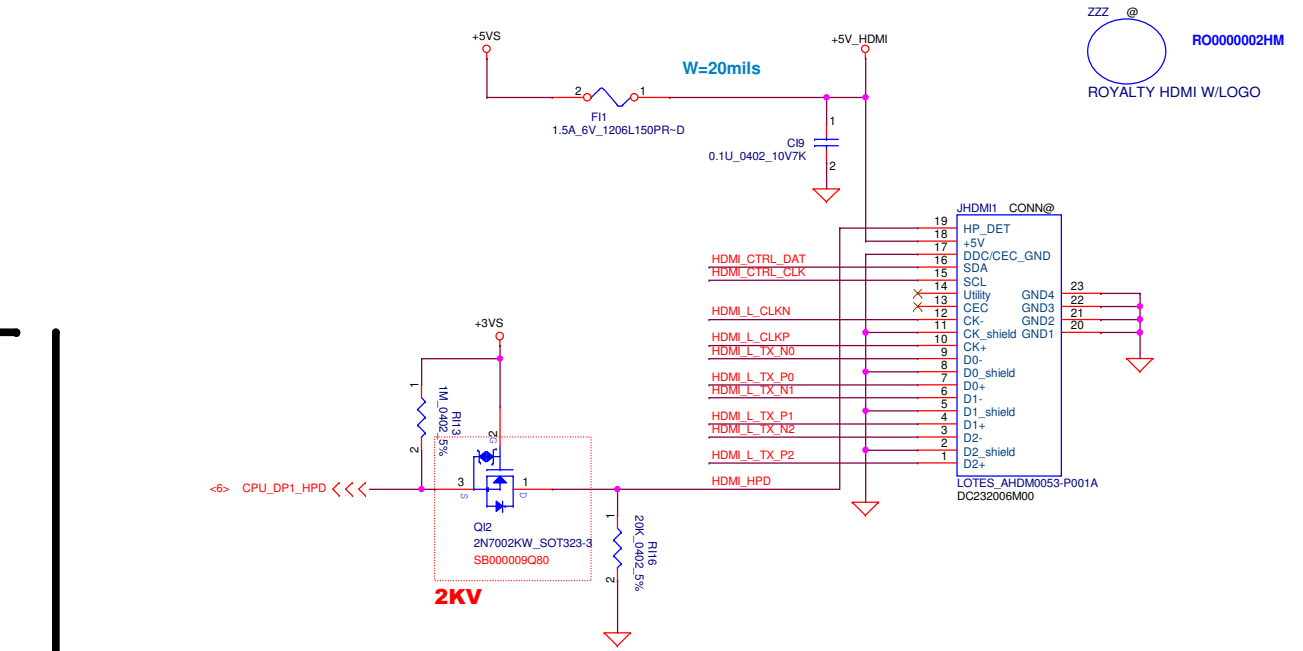 ZZZ @
RO0000002HM
ROYALTY HDMI W/LOGO
+5VS
+5V_HDMI
W=20mils
2
1
FI1
1.5A_6V_1206L150PR~D
1
CI9
0.1U_0402_10V7K
2
JHDMI1 CONN@
19 HP_DET
18 +5V
17 DDC/CEC_GND
HDMI_CTRL_DAT 16 SDA
HDMI_CTRL_CLK 15 SCL
14 Utility GND4 23
13 CEC GND3 22
HDMI_L_CLKN 12 CK- GND2 21
11 CK_shield GND1 20
HDMI_L_CLKP 10 CK+
HDMI_L_TX_N0 9 D0-
8 D0_shield
HDMI_L_TX_P0 7 D0+
HDMI_L_TX_N1 6 D1-
5 D1_shield
HDMI_L_TX_P1 4 D1+
HDMI_L_TX_N2 3 D2-
2 D2_shield
HDMI_L_TX_P2 1 D2+
LOTES_AHDM0053-P001A
DC232006M00
+3VS
1
RI13
1M_0402_5%
2
2
G
<6> CPU_DP1_HPD
3
S
1
D
HDMI_HPD
QI2
2N7002KW_SOT323-3
SB000009Q80
2KV
1
RI16
20K_0402_5%
2